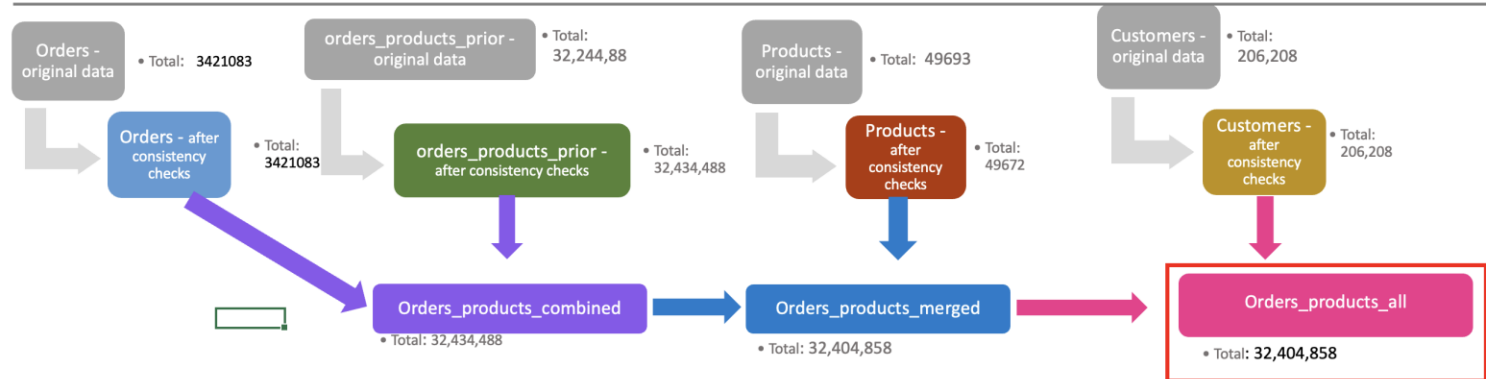 Orders -
original data
• Total: 3421083
orders_products_prior -
original data
• Total:
32,244,88
Products -
original data
• Total: 49693
Customers -
original data
• Total:
206,208
Orders - after
consistency
checks
• Total:
3421083
orders_products_prior -
after consistency checks
• Total:
32,434,488
Products -
after
consistency
checks
• Total:
49672
Customers -
after
consistency
checks
• Total:
206,208
Orders_products_combined
• Total: 32,434,488
Orders_products_merged
• Total: 32,404,858
Orders_products_all
• Total: 32,404,858